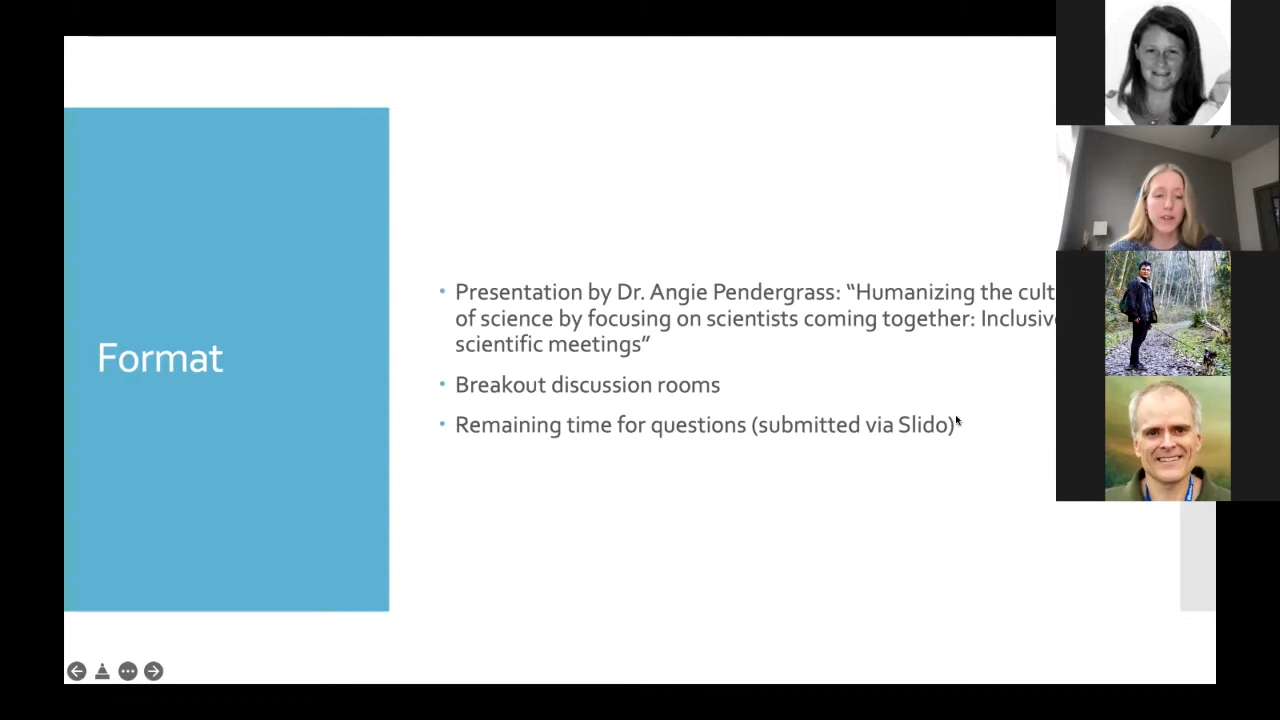 Format
Presentation by Dr. Angie Pendergrass: “Humanizing the cult
of science by focusing on scientists coming together: Inclusive
scientific meetings”
Breakout discussion rooms
Remaining time for questions (submitted via Slido)